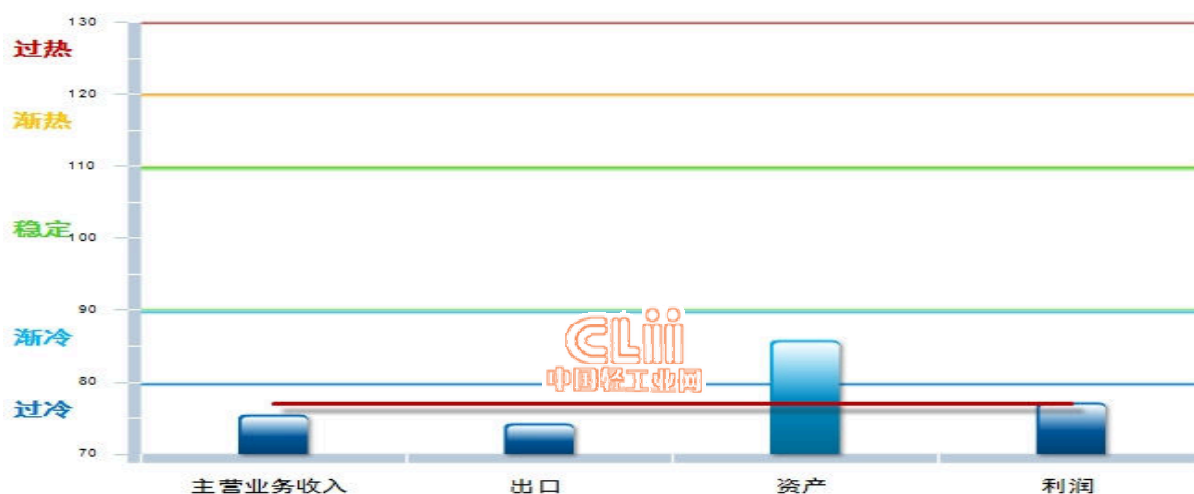 130
过热
120
渐热
110
稳定
100
90
渐冷
80
过冷
70
CLii
中国轻工业网
主营业务收入
出口
资产
利润